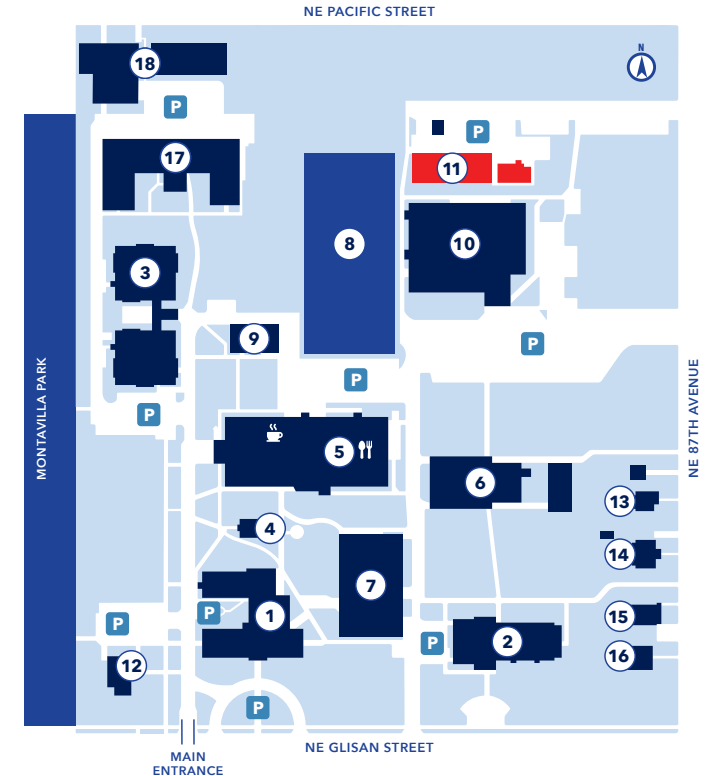 NE PACIFIC STREET
18
N
P
P
17
11
8
10
3
9
P
P
MONTAVILLA PARK
NE 87TH AVENUE
P
5
6
13
4
14
7
P
1
15
P
2
P
16
12
P
NE GLISAN STREET
MAIN
ENTRANCE